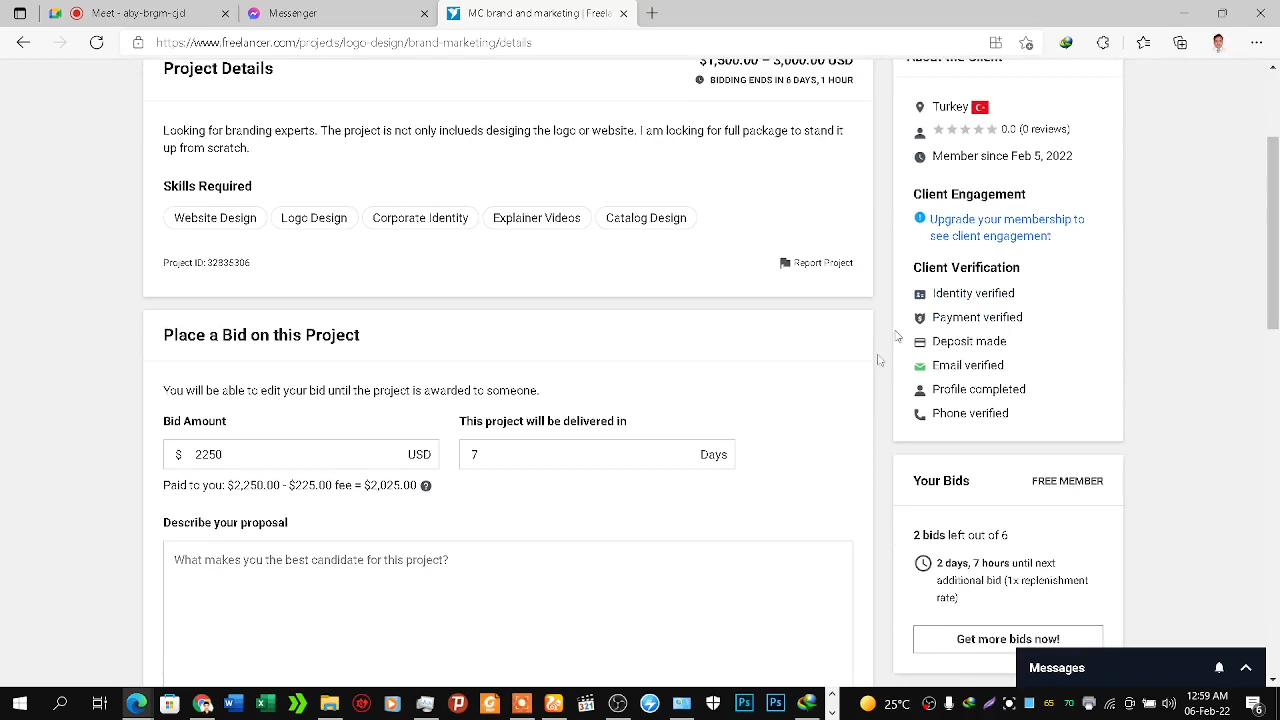 Meet - aby-brgm-
Messenger
MC brand and marketing | Freela
https://www.freelancer.com/projects/logo-design/brand-marketing/details
Project Details
$1,500.00 – 3,000.00 USD
BIDDING ENDS IN 6 DAYS, 1 HOUR
Looking for branding experts. The project is not only inclueds desiging the logo or website. I am looking for full package to stand it
up from scratch.
Skills Required
Website Design
Logo Design
Corporate Identity
Explainer Videos
Catalog Design
Project ID: 32835306
Report Project
Place a Bid on this Project
You will be able to edit your bid until the project is awarded to someone.
Bid Amount
This project will be delivered in
$ 2250 USD
7 Days
Paid to you: $2,250.00 - $225.00 fee = $2,025.00
Describe your proposal
What makes you the best candidate for this project?
About the Client
Turkey
0.0 (0 reviews)
Member since Feb 5, 2022
Client Engagement
Upgrade your membership to
see client engagement
Client Verification
Identity verified
Payment verified
Deposit made
Email verified
Profile completed
Phone verified
Your Bids
FREE MEMBER
2 bids left out of 6
2 days, 7 hours until next
additional bid (1x replenishment
rate)
Get more bids now!
Messages
25°C
65
70
12:59 AM
06-Feb-22